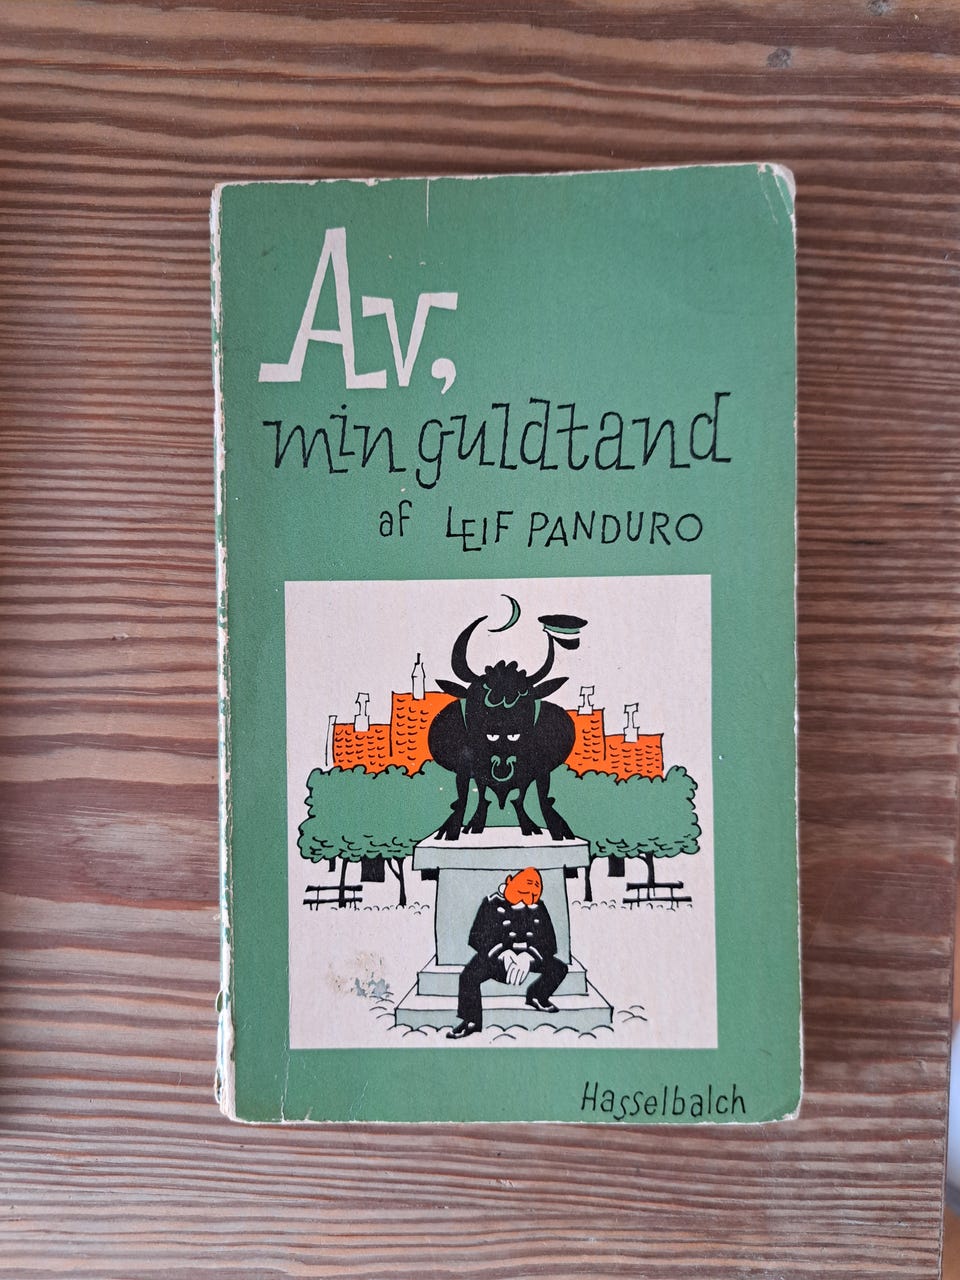 Av,
min guldtand
af LEIF PANDURO
Hasselbalch